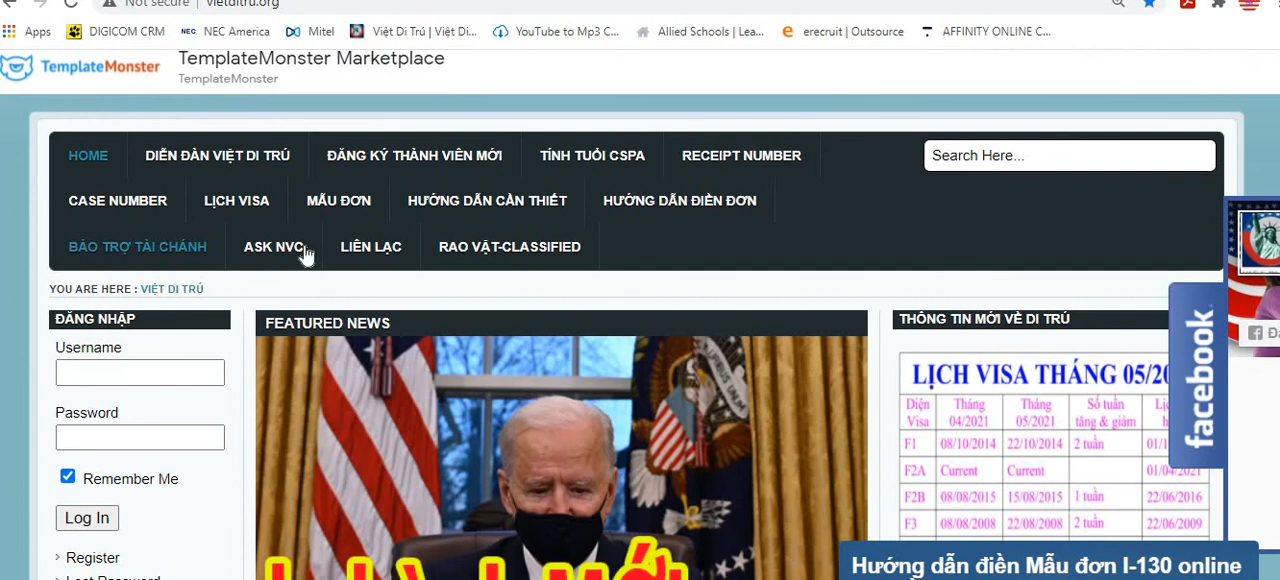 Not secure | vietditru.org
Apps DIGICOM CRM NEC NEC America Mitel Việt Di Trú | Việt Di... YouTube to Mp3 C... Allied Schools | Lea... erecruit | Outsource AFFINITY ONLINE C...
TemplateMonster TemplateMonster Marketplace
TemplateMonster
HOME DIỄN ĐÀN VIỆT DI TRÚ ĐĂNG KÝ THÀNH VIÊN MỚI TÍNH TUỔI CSPA RECEIPT NUMBER Search Here...
CASE NUMBER LỊCH VISA MẪU ĐƠN HƯỚNG DẪN CẦN THIẾT HƯỚNG DẪN ĐIỀN ĐƠN
BẢO TRỢ TÀI CHÁNH ASK NVC LIÊN LẠC RAO VẶT-CLASSIFIED
YOU ARE HERE : VIỆT DI TRÚ
ĐĂNG NHẬP
Username
Password
Remember Me
Log In
Register
Last Password
FEATURED NEWS
THÔNG TIN MỚI VỀ DI TRÚ
LỊCH VISA THÁNG 05/20
Diện Visa Tháng 04/2021 Tháng 05/2021 Số tuần tăng & giảm
F1 08/10/2014 22/10/2014 2 tuần 01/1
F2A Current Current 01/04/2021
F2B 08/08/2015 15/08/2015 1 tuần 22/06/2016
F3 08/08/2008 22/08/2008 2 tuần 22/06/2009
facebook
Hướng dẫn điền Mẫu đơn I-130 online